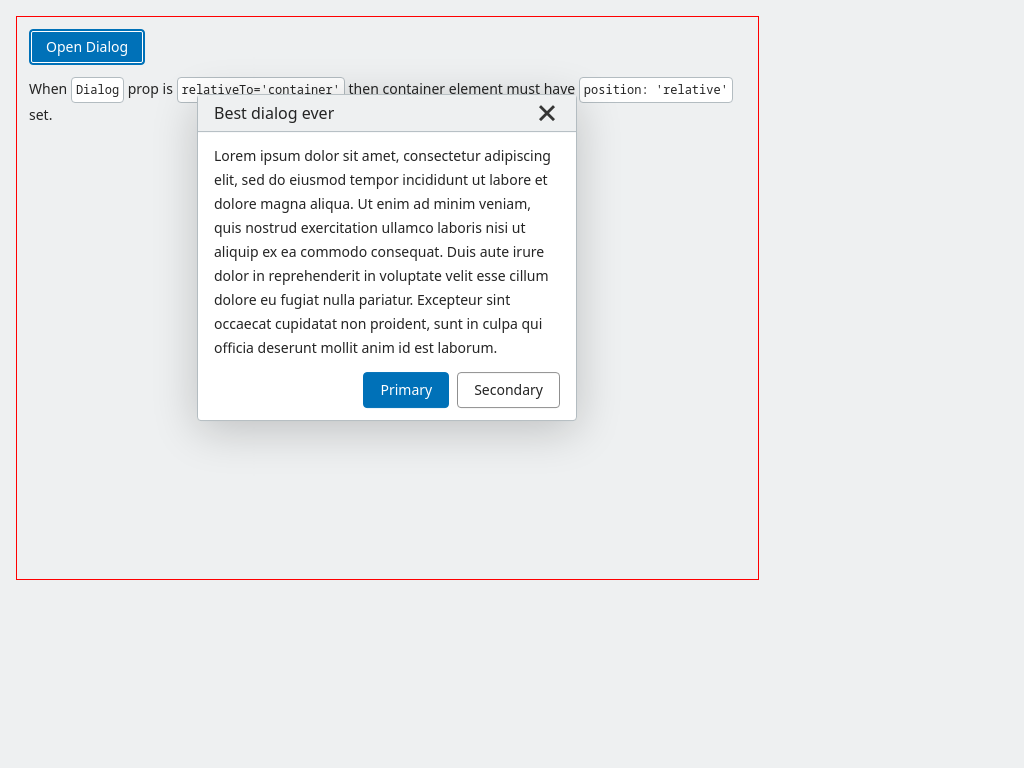 Open Dialog
When Dialog prop is relativeTo='container' then container element must have position: 'relative'
set.
Best dialog ever
Lorem ipsum dolor sit amet, consectetur adipiscing
elit, sed do eiusmod tempor incididunt ut labore et
dolore magna aliqua. Ut enim ad minim veniam,
quis nostrud exercitation ullamco laboris nisi ut
aliquip ex ea commodo consequat. Duis aute irure
dolor in reprehenderit in voluptate velit esse cillum
dolore eu fugiat nulla pariatur. Excepteur sint
occaecat cupidatat non proident, sunt in culpa qui
officia deserunt mollit anim id est laborum.
Primary Secondary